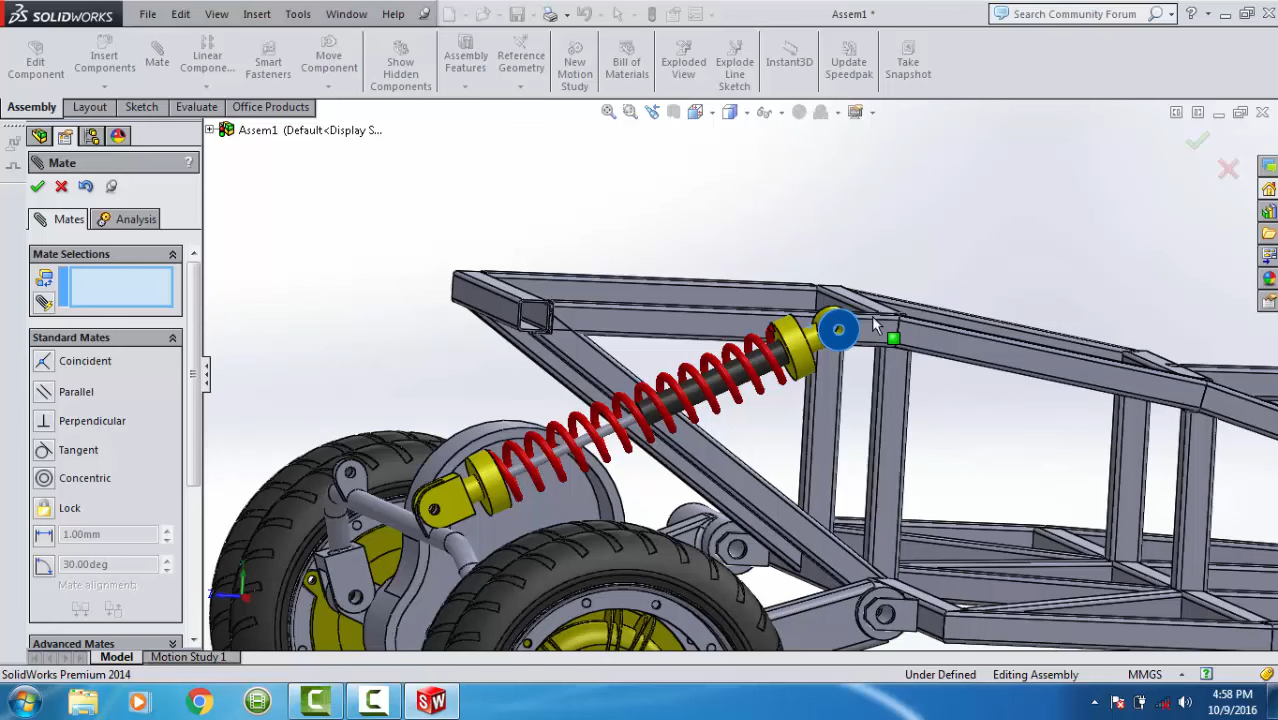 SOLIDWORKS
File Edit View Insert Tools Window Help
Assem1 *
Search Community Forum
?
Edit Component
Insert Components
Mate
Linear Compone...
Smart Fasteners
Move Component
Show Hidden Components
Assembly Features
Reference Geometry
New Motion Study
Bill of Materials
Exploded View
Explode Line Sketch
Instant3D
Update Speedpak
Take Snapshot
Assembly Layout Sketch Evaluate Office Products
Assem1 (Default<Display S...
Mate ?
Mates Analysis
Mate Selections
Standard Mates
Coincident
Parallel
Perpendicular
Tangent
Concentric
Lock
1.00mm
30.00deg
Mate alignment:
Advanced Mates
Model Motion Study 1
SolidWorks Premium 2014
Under Defined Editing Assembly MMGS ?
4:58 PM
10/9/2016